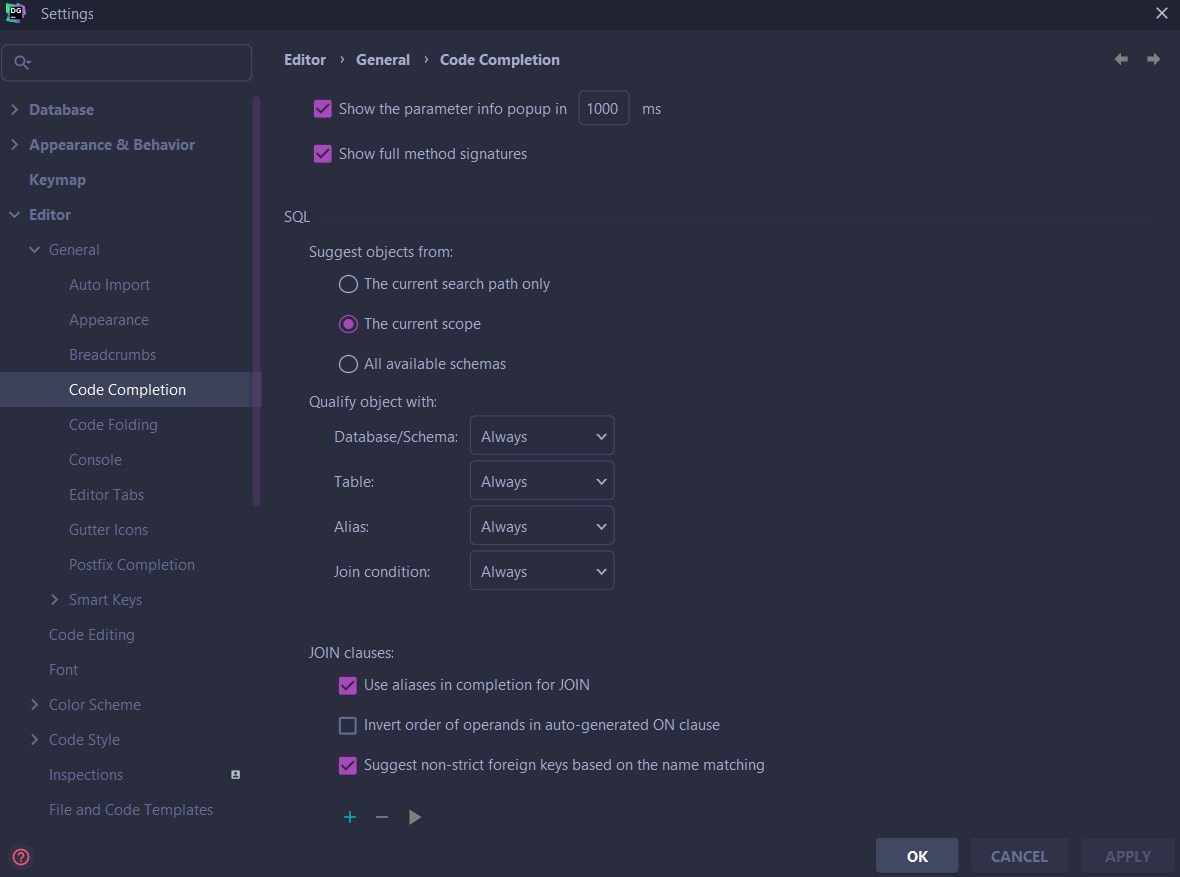 DG
Settings
Database
Appearance & Behavior
Keymap
Editor
General
Auto Import
Appearance
Breadcrumbs
Code Completion
Code Folding
Console
Editor Tabs
Gutter Icons
Postfix Completion
Smart Keys
Code Editing
Font
Color Scheme
Code Style
Inspections
File and Code Templates
?
Editor › General › Code Completion
Show the parameter info popup in 1000 ms
Show full method signatures
SQL
Suggest objects from:
The current search path only
The current scope
All available schemas
Qualify object with:
Database/Schema: Always
Table: Always
Alias: Always
Join condition: Always
JOIN clauses:
Use aliases in completion for JOIN
Invert order of operands in auto-generated ON clause
Suggest non-strict foreign keys based on the name matching
OK CANCEL APPLY